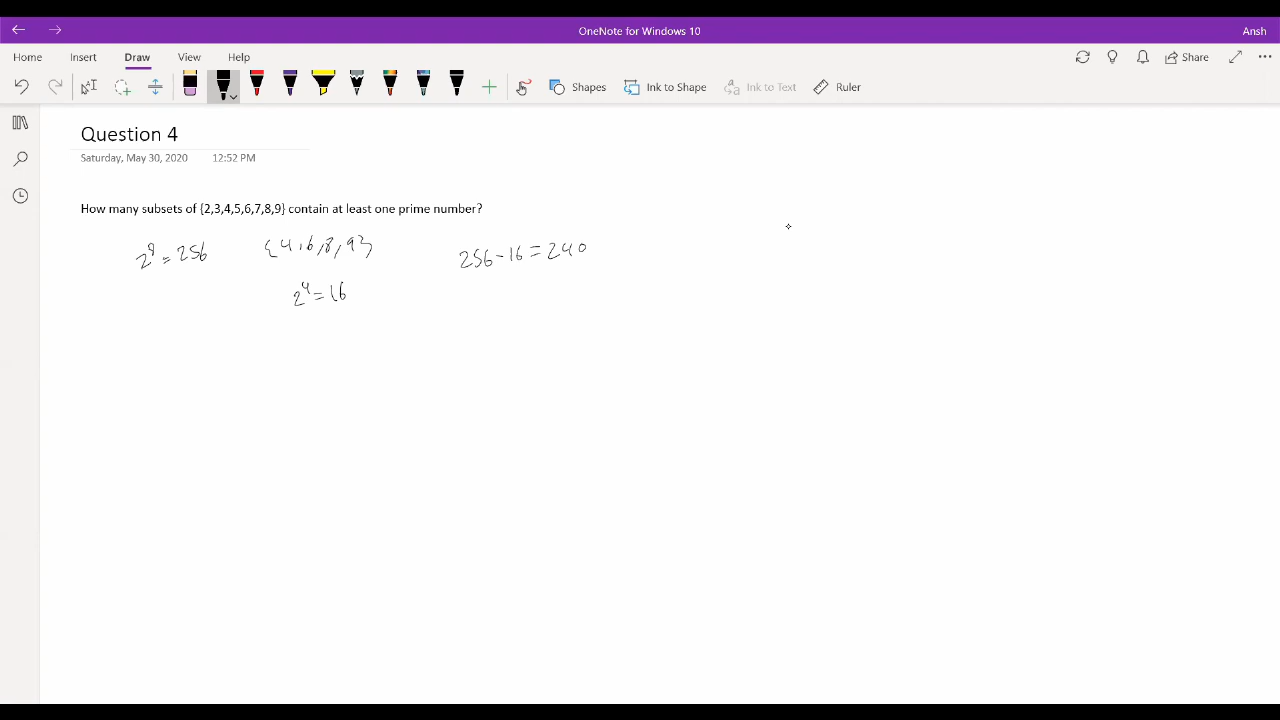 OneNote for Windows 10
Ansh
Home Insert Draw View Help
Share
Shapes Ink to Shape Ink to Text Ruler
Question 4
Saturday, May 30, 2020 12:52 PM
How many subsets of {2,3,4,5,6,7,8,9} contain at least one prime number?
2⁸ = 256 {4,6,8,9} 256-16=240
2⁴=16